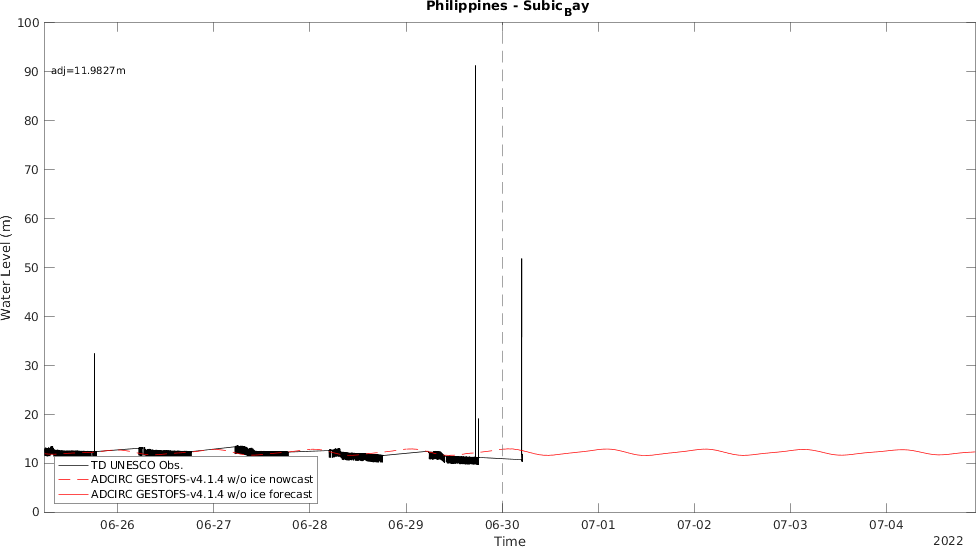 Philippines - Subic_Bay
100
adj=11.9827m
90
80
70
60
50
40
30
20
10
0
Water Level (m)
TD UNESCO Obs.
ADCIRC GESTOFS-v4.1.4 w/o ice nowcast
ADCIRC GESTOFS-v4.1.4 w/o ice forecast
06-26 06-27 06-28 06-29 06-30 07-01 07-02 07-03 07-04
Time
2022